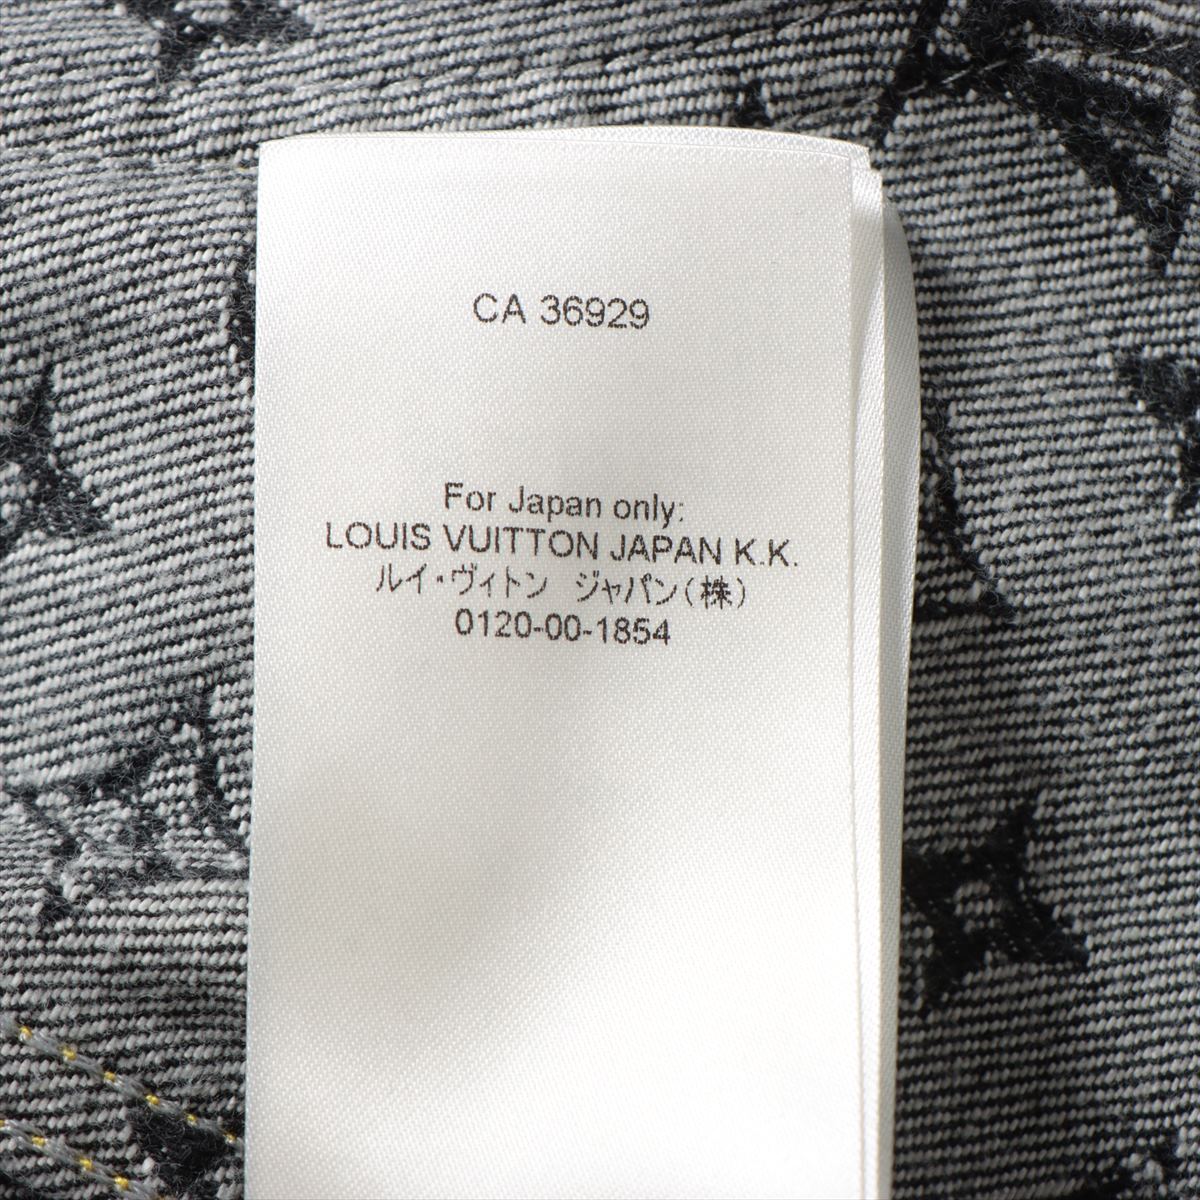 CA 36929
For Japan only:
LOUIS VUITTON JAPAN K.K.
ルイ・ヴィトン ジャパン(株)
0120-00-1854